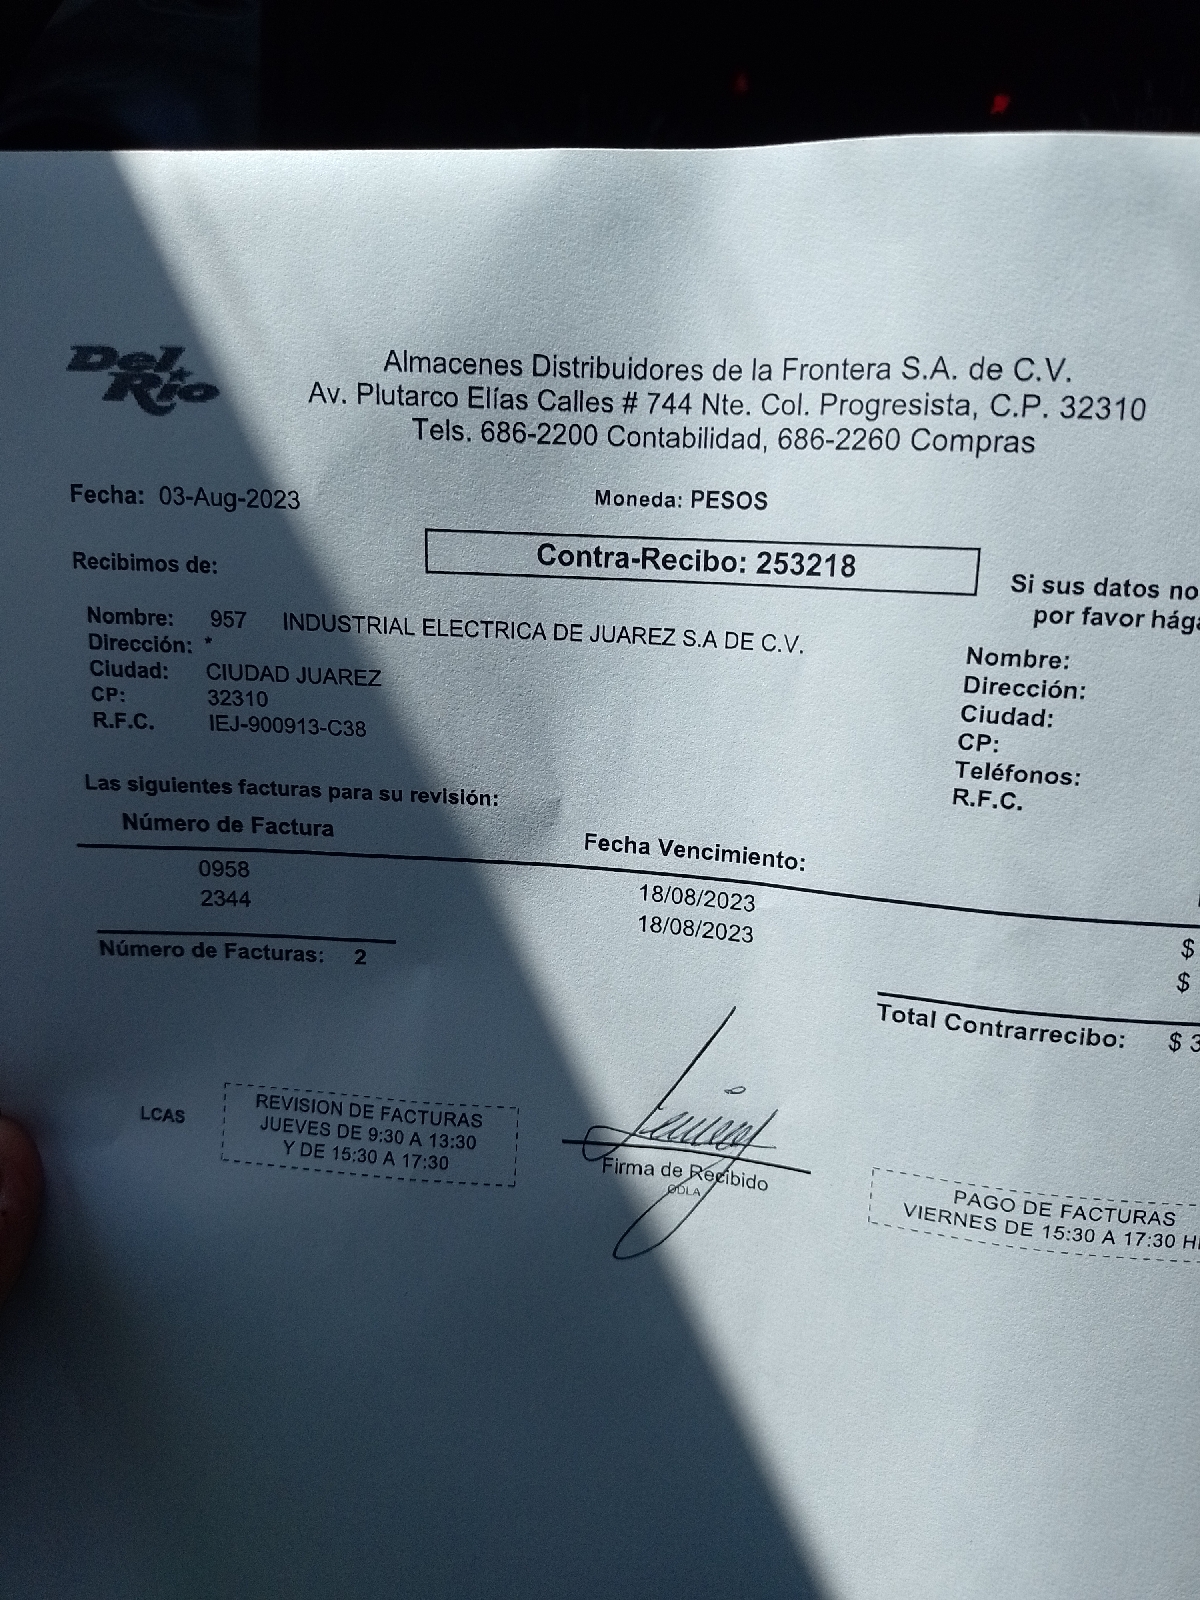 Del Rio
Almacenes Distribuidores de la Frontera S.A. de C.V.
Av. Plutarco Elías Calles # 744 Nte. Col. Progresista, C.P. 32310
Tels. 686-2200 Contabilidad, 686-2260 Compras
Fecha: 03-Aug-2023
Moneda: PESOS
Contra-Recibo: 253218
Recibimos de:
Nombre: 957 INDUSTRIAL ELECTRICA DE JUAREZ S.A DE C.V.
Dirección: *
Ciudad: CIUDAD JUAREZ
CP: 32310
R.F.C. IEJ-900913-C38
Si sus datos no
por favor hága
Nombre:
Dirección:
Ciudad:
CP:
Teléfonos:
R.F.C.
Las siguientes facturas para su revisión:
Número de Factura Fecha Vencimiento:
0958 18/08/2023 $
2344 18/08/2023 $
Número de Facturas: 2
Total Contrarrecibo: $ 3
LCAS
REVISION DE FACTURAS
JUEVES DE 9:30 A 13:30
Y DE 15:30 A 17:30
Firma de Recibido
ODLA
PAGO DE FACTURAS
VIERNES DE 15:30 A 17:30 H